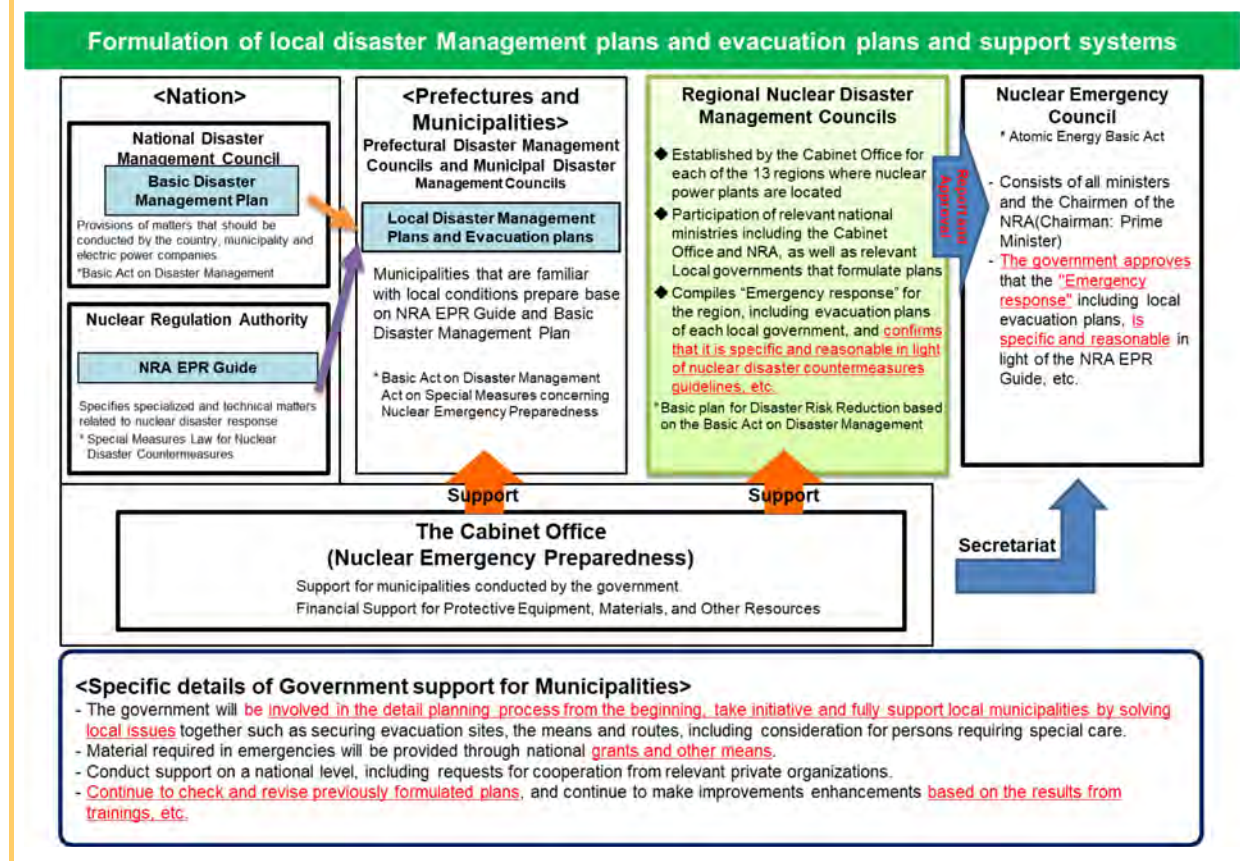 Formulation of local disaster Management plans and evacuation plans and support systems
<Nation>
National Disaster
Management Council
Basic Disaster
Management Plan
Provisions of matters that should be
conducted by the country, municipality and
electric power companies.
*Basic Act on Disaster Management
Nuclear Regulation Authority
NRA EPR Guide
Specifies specialized and technical matters
related to nuclear disaster response
* Special Measures Law for Nuclear
Disaster Countermeasures
<Prefectures and
Municipalities>
Prefectural Disaster Management
Councils and Municipal Disaster
Management Councils
Local Disaster Management
Plans and Evacuation plans
Municipalities that are familiar
with local conditions prepare base
on NRA EPR Guide and Basic
Disaster Management Plan
* Basic Act on Disaster Management
Act on Special Measures concerning
Nuclear Emergency Preparedness
Regional Nuclear Disaster
Management Councils
◆ Established by the Cabinet Office for
each of the 13 regions where nuclear
power plants are located
◆ Participation of relevant national
ministries including the Cabinet
Office and NRA, as well as relevant
Local governments that formulate plans
◆ Compiles “Emergency response” for
the region, including evacuation plans
of each local government, and confirms
that it is specific and reasonable in light
of nuclear disaster countermeasures
guidelines, etc.
*Basic plan for Disaster Risk Reduction based
on the Basic Act on Disaster Management
Nuclear Emergency
Council
* Atomic Energy Basic Act
- Consists of all ministers
and the Chairmen of the
NRA(Chairman: Prime
Minister)
- The government approves
that the "Emergency
response" including local
evacuation plans, is
specific and reasonable in
light of the NRA EPR
Guide, etc.
Support
Support
The Cabinet Office
(Nuclear Emergency Preparedness)
Support for municipalities conducted by the government
Financial Support for Protective Equipment, Materials, and Other Resources
Secretariat
<Specific details of Government support for Municipalities>
- The government will be involved in the detail planning process from the beginning, take initiative and fully support local municipalities by solving
local issues together such as securing evacuation sites, the means and routes, including consideration for persons requiring special care.
- Material required in emergencies will be provided through national grants and other means.
- Conduct support on a national level, including requests for cooperation from relevant private organizations.
- Continue to check and revise previously formulated plans, and continue to make improvements enhancements based on the results from
trainings, etc.